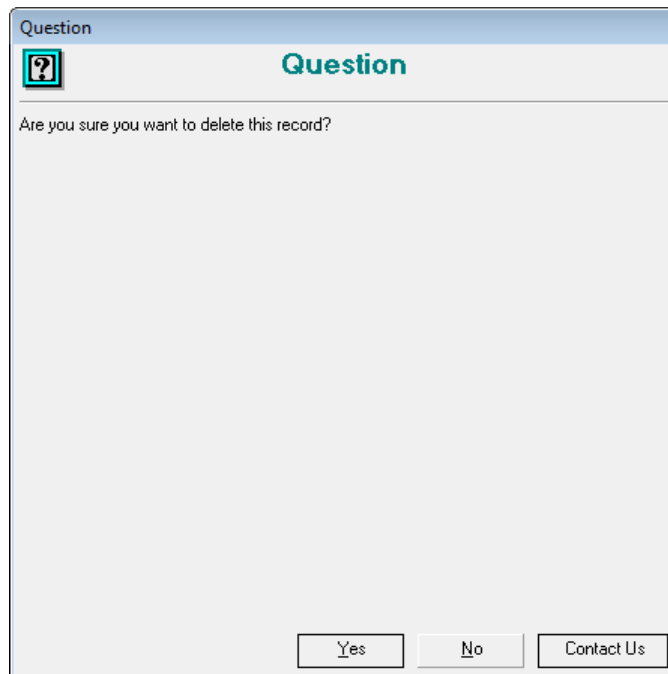 Question
?
Question
Are you sure you want to delete this record?
Yes
No
Contact Us